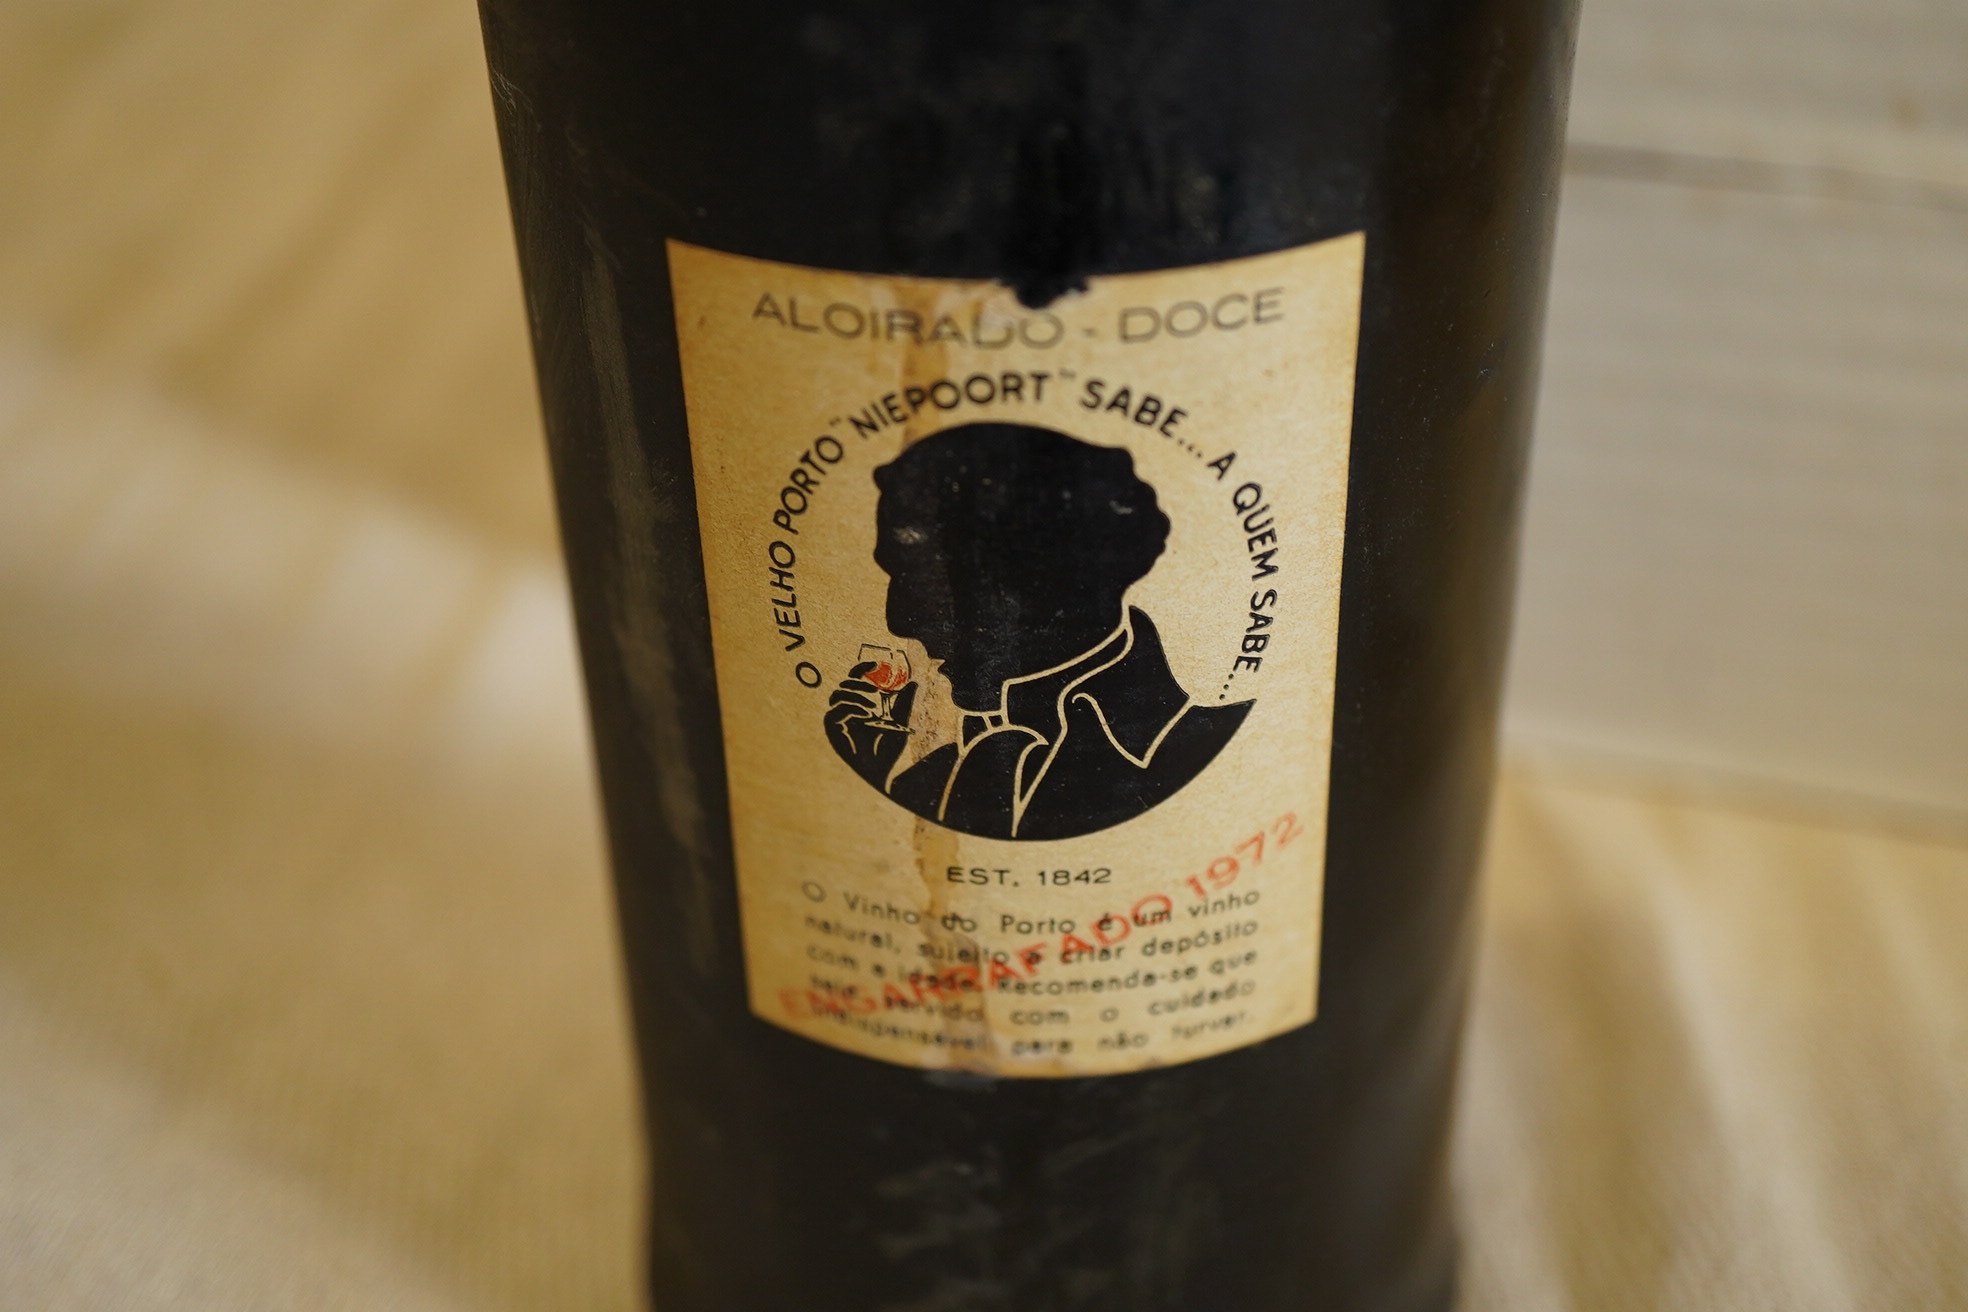 ALOIRADO - DOCE
O VELHO PORTO "NIEPOORT" SABE... A QUEM SABE...
EST. 1842
O Vinho do Porto é um vinho
natural, sujeito a criar depósito
com a idade. Recomenda-se que
seja servido com o cuidado
indispensável para não turvar.
ENGARRAFADO 1972